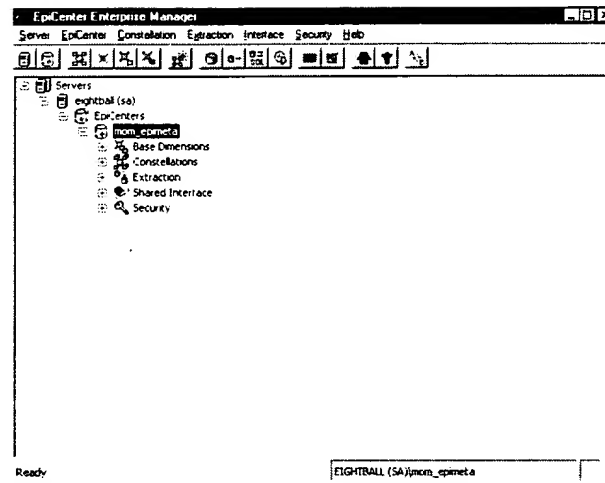 EpiCenter Enterprise Manager
Server EpiCenter Constellation Extraction Interface Security Help
Servers
eightball (sa)
EpiCenters
mom_epimeta
Base Dimensions
Constellations
Extraction
Shared Interface
Security
Ready EIGHTBALL (SA)\mom_epimeta